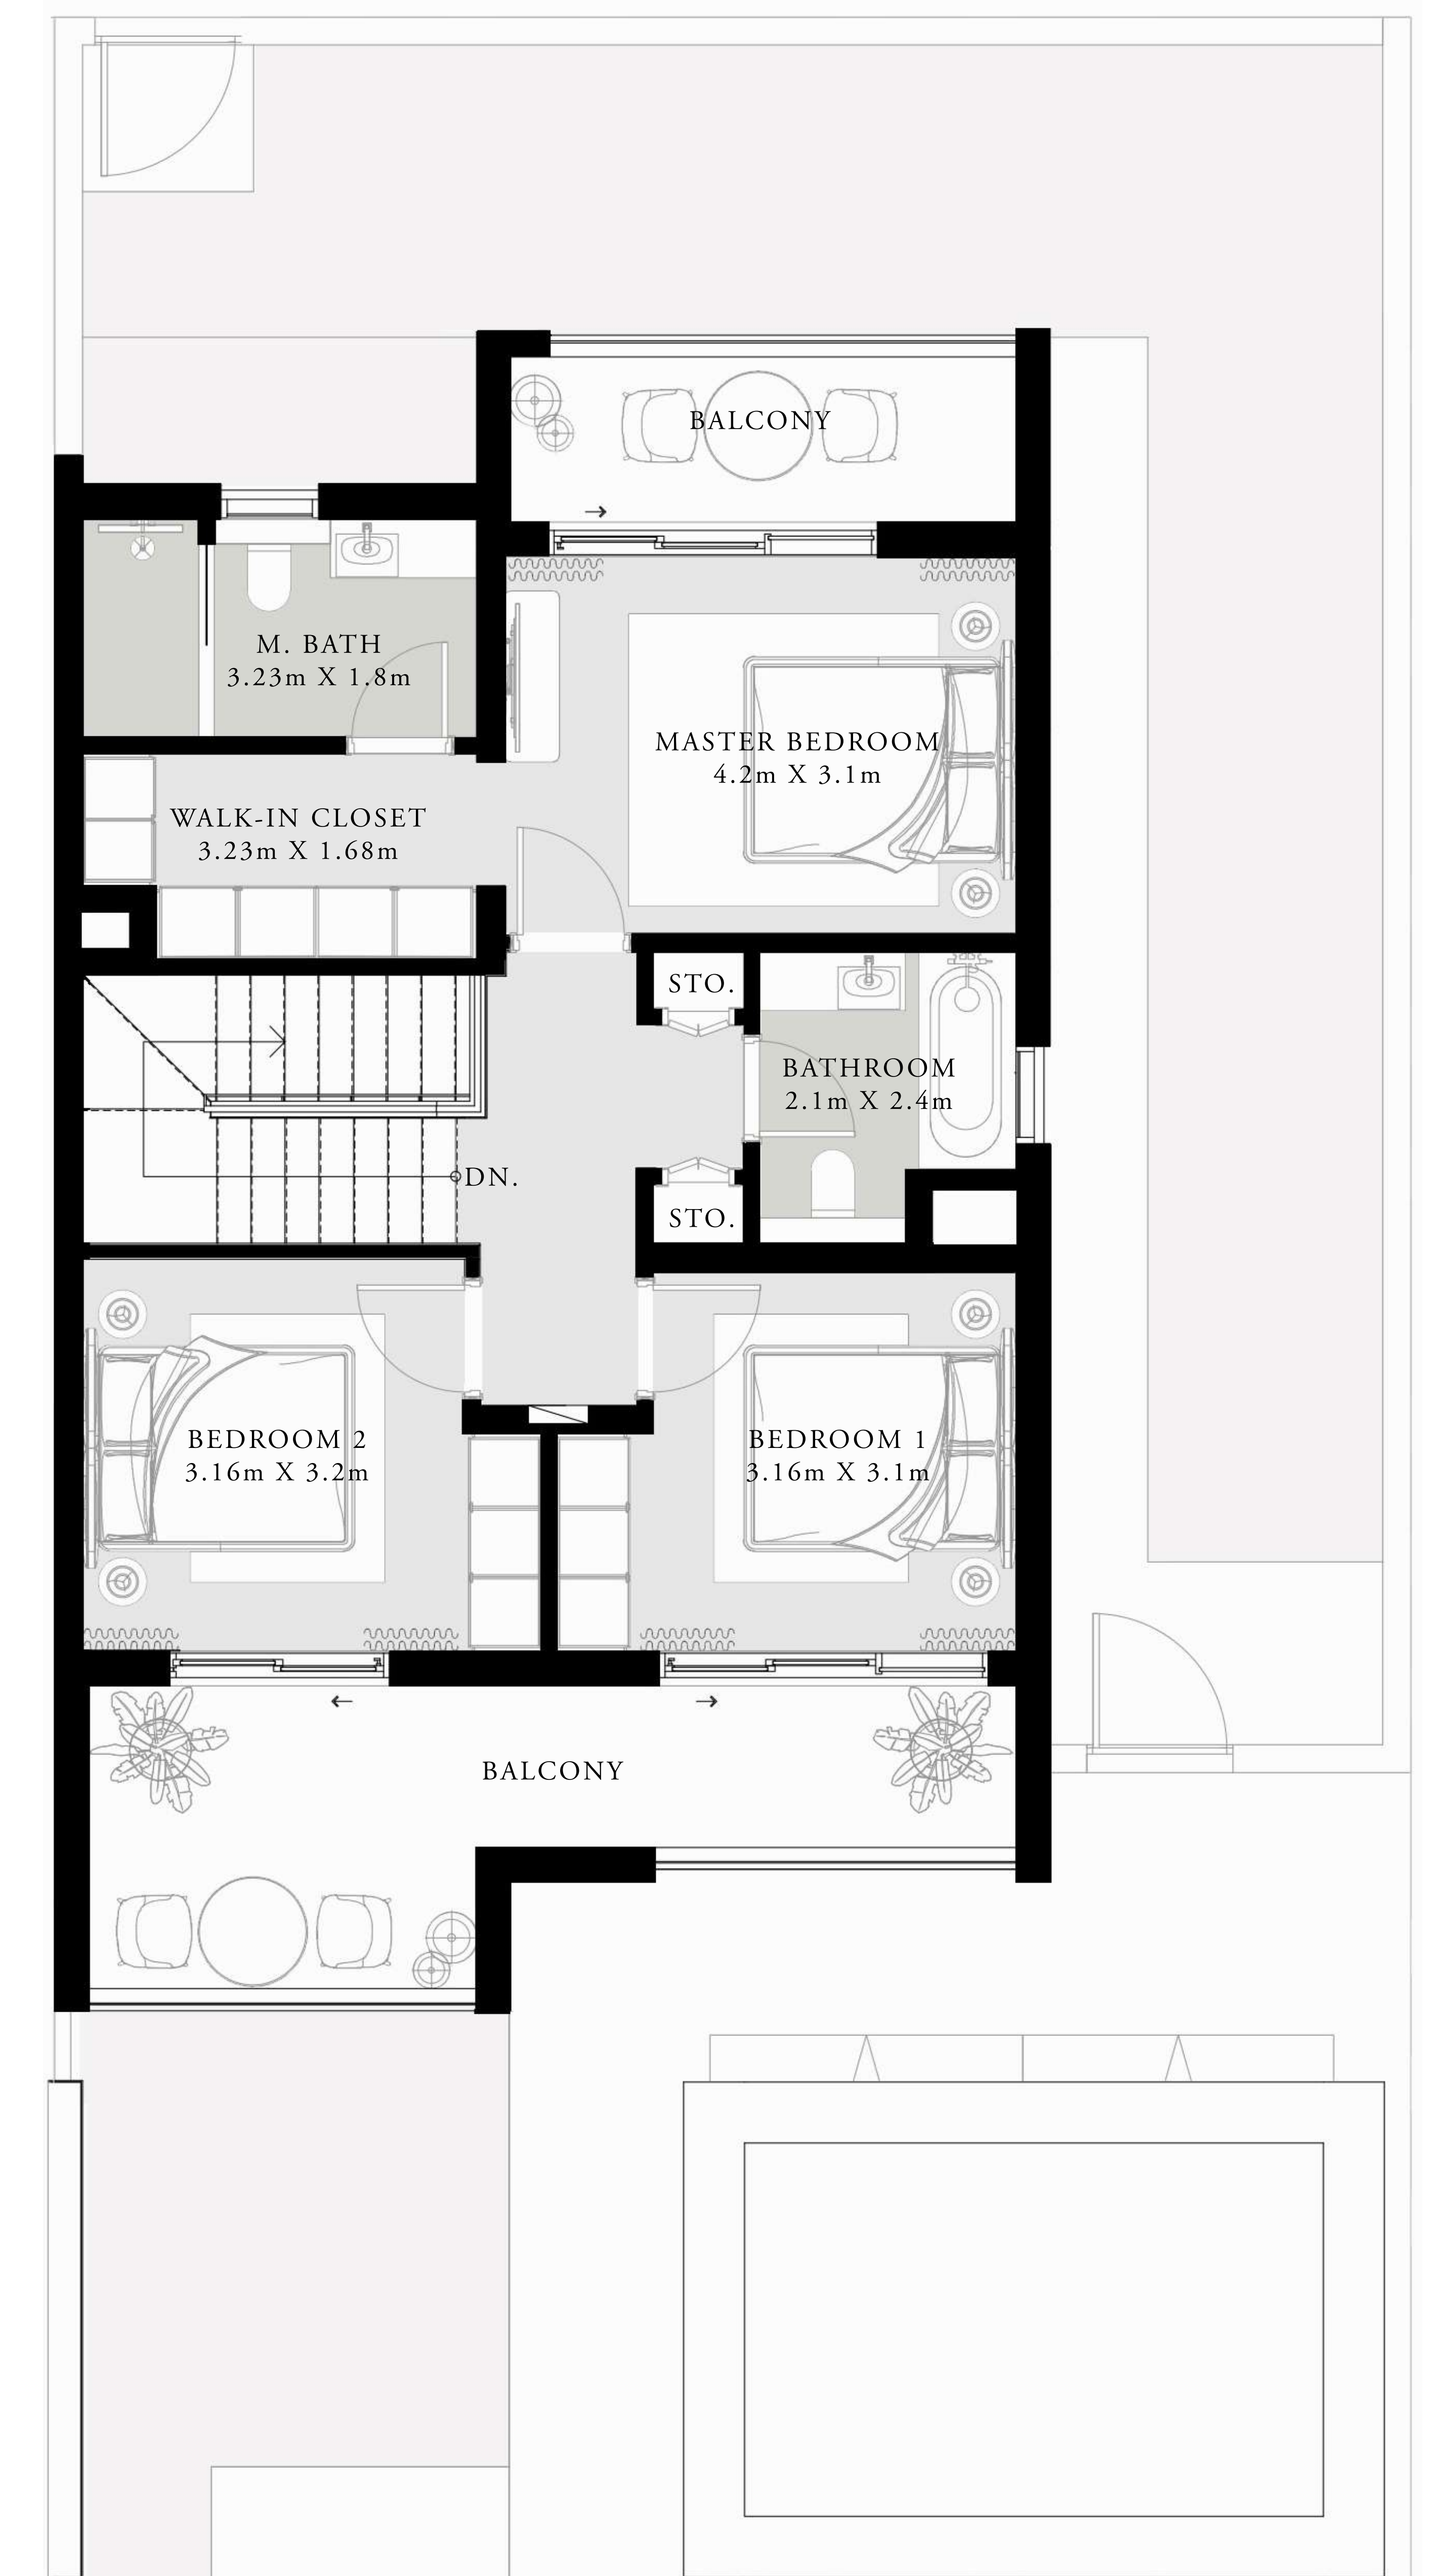 BALCONY
M. BATH
3.23m X 1.8m
MASTER BEDROOM
4.2m X 3.1m
WALK-IN CLOSET
3.23m X 1.68m
STO.
BATHROOM
2.1m X 2.4m
DN.
STO.
BEDROOM 2
3.16m X 3.2m
BEDROOM 1
3.16m X 3.1m
BALCONY